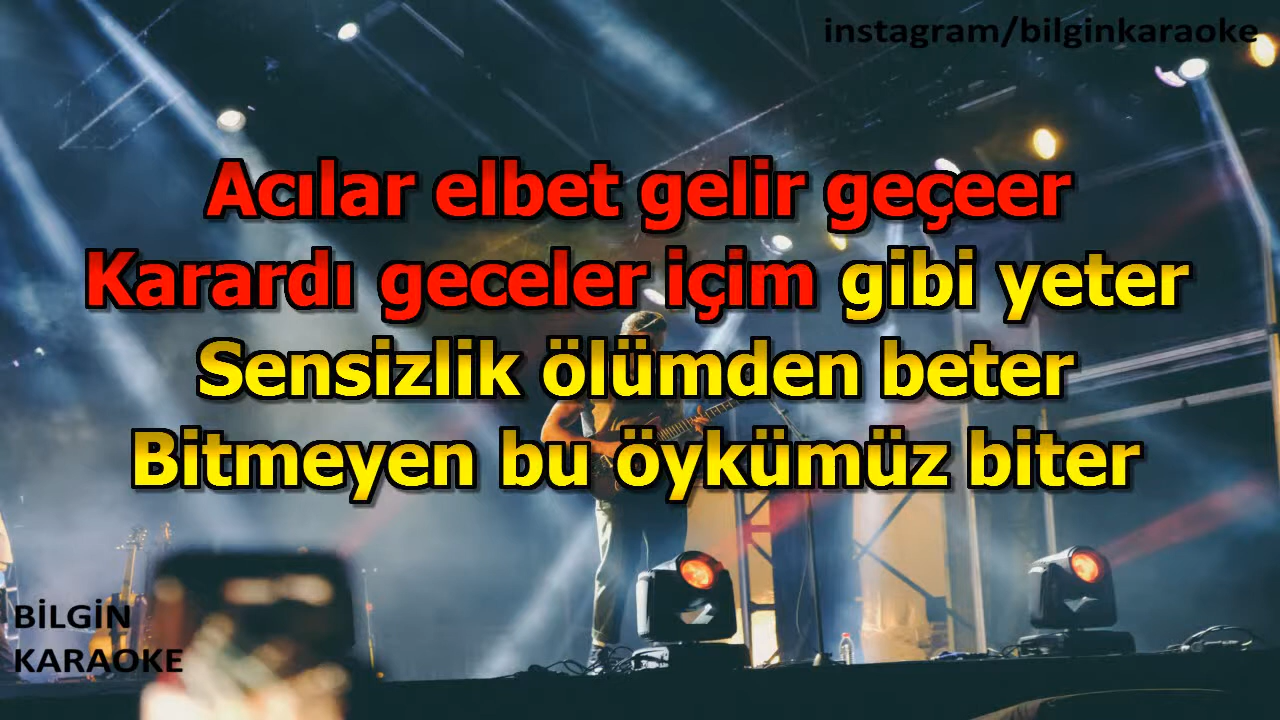 instagram/bilginkaraoke
Acılar elbet gelir geçeer
Karardı geceler içim gibi yeter
Sensizlik ölümden beter
Bitmeyen bu öykümüz biter
BİLGİN
KARAOKE